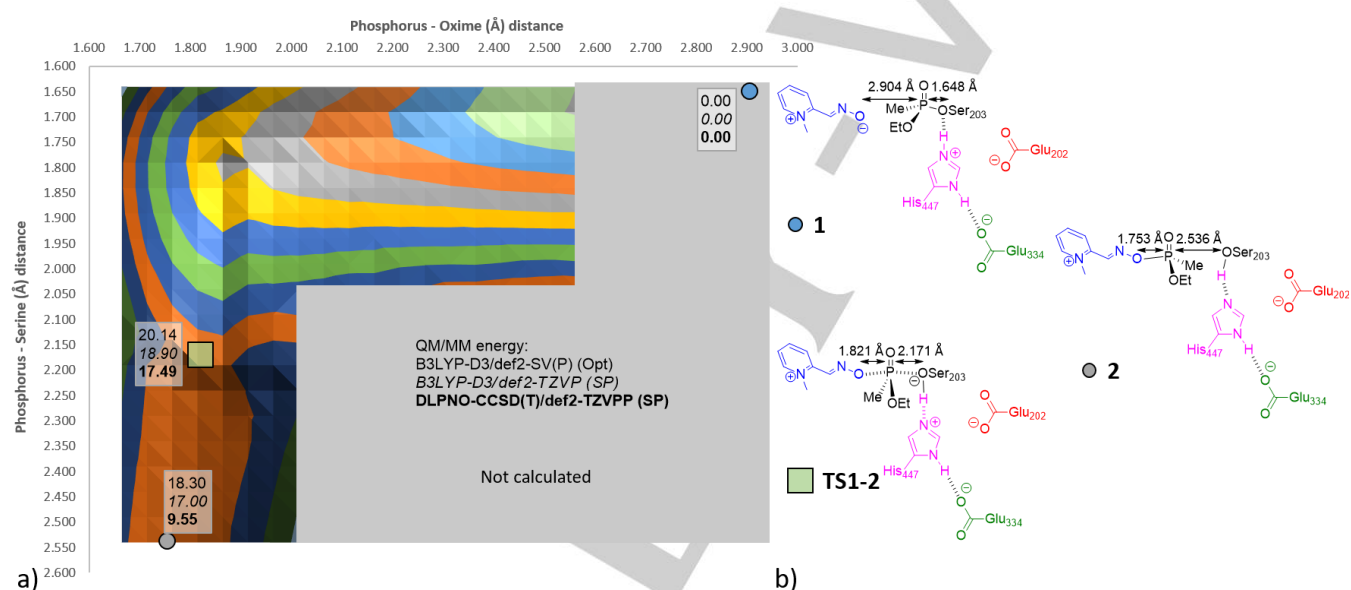 Phosphorus - Oxime (Å) distance
1.600 1.700 1.800 1.900 2.000 2.100 2.200 2.300 2.400 2.500 2.600 2.700 2.800 2.900 3.000
Phosphorus - Serine (Å) distance
1.600
1.650
1.700
1.750
1.800
1.850
1.900
1.950
2.000
2.050
2.100
2.150
2.200
2.250
2.300
2.350
2.400
2.450
2.500
2.550
2.600
0.00
0.00
0.00
20.14
18.90
17.49
18.30
17.00
9.55
QM/MM energy:
B3LYP-D3/def2-SV(P) (Opt)
B3LYP-D3/def2-TZVP (SP)
DLPNO-CCSD(T)/def2-TZVPP (SP)
Not calculated
a)
2.904 Å 1.648 Å
O
Me P OSer203
N N O
EtO
H
N
Glu202
O
O
N H
His447
O
O
Glu334
1
1.753 Å 2.536 Å
O
N O P OSer203
N
Me
OEt
H
N
Glu202
O
O
N H
His447
O
O
Glu334
2
1.821 Å 2.171 Å
O
N O P OSer203
N
Me OEt
H
N
Glu202
O
O
N H
His447
O
O
Glu334
TS1-2
b)